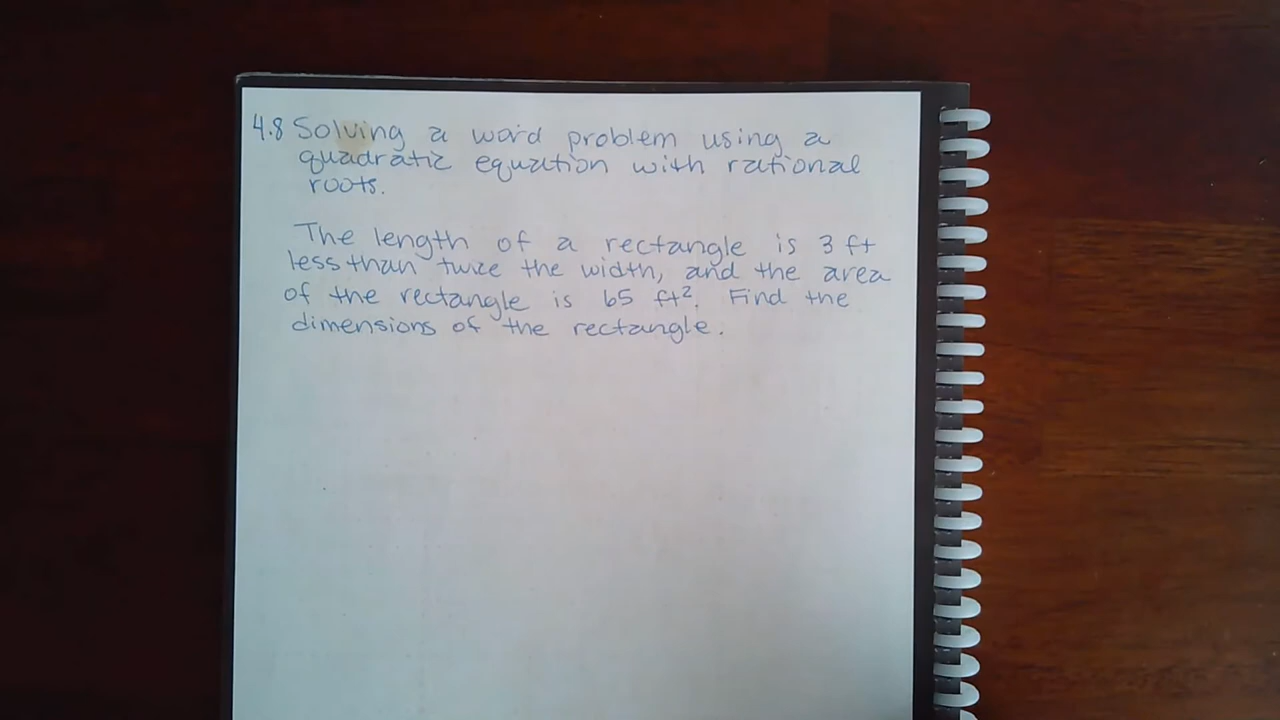 4.8 Solving a word problem using a
quadratic equation with rational
roots.
The length of a rectangle is 3 ft
less than twice the width, and the area
of the rectangle is 65 ft². Find the
dimensions of the rectangle.